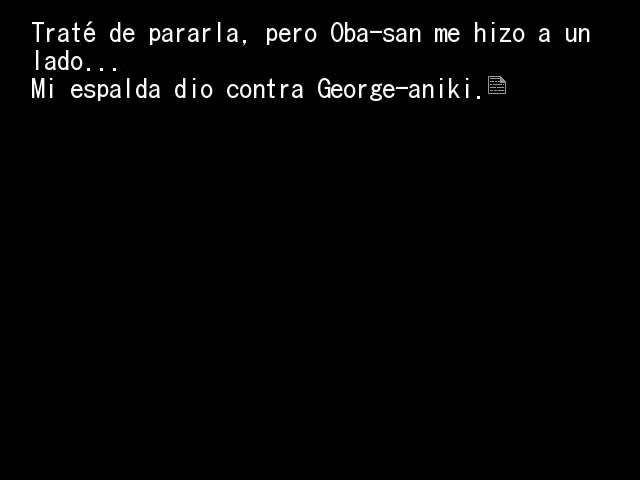 Traté de pararla, pero Oba-san me hizo a un
lado...
Mi espalda dio contra George-aniki.